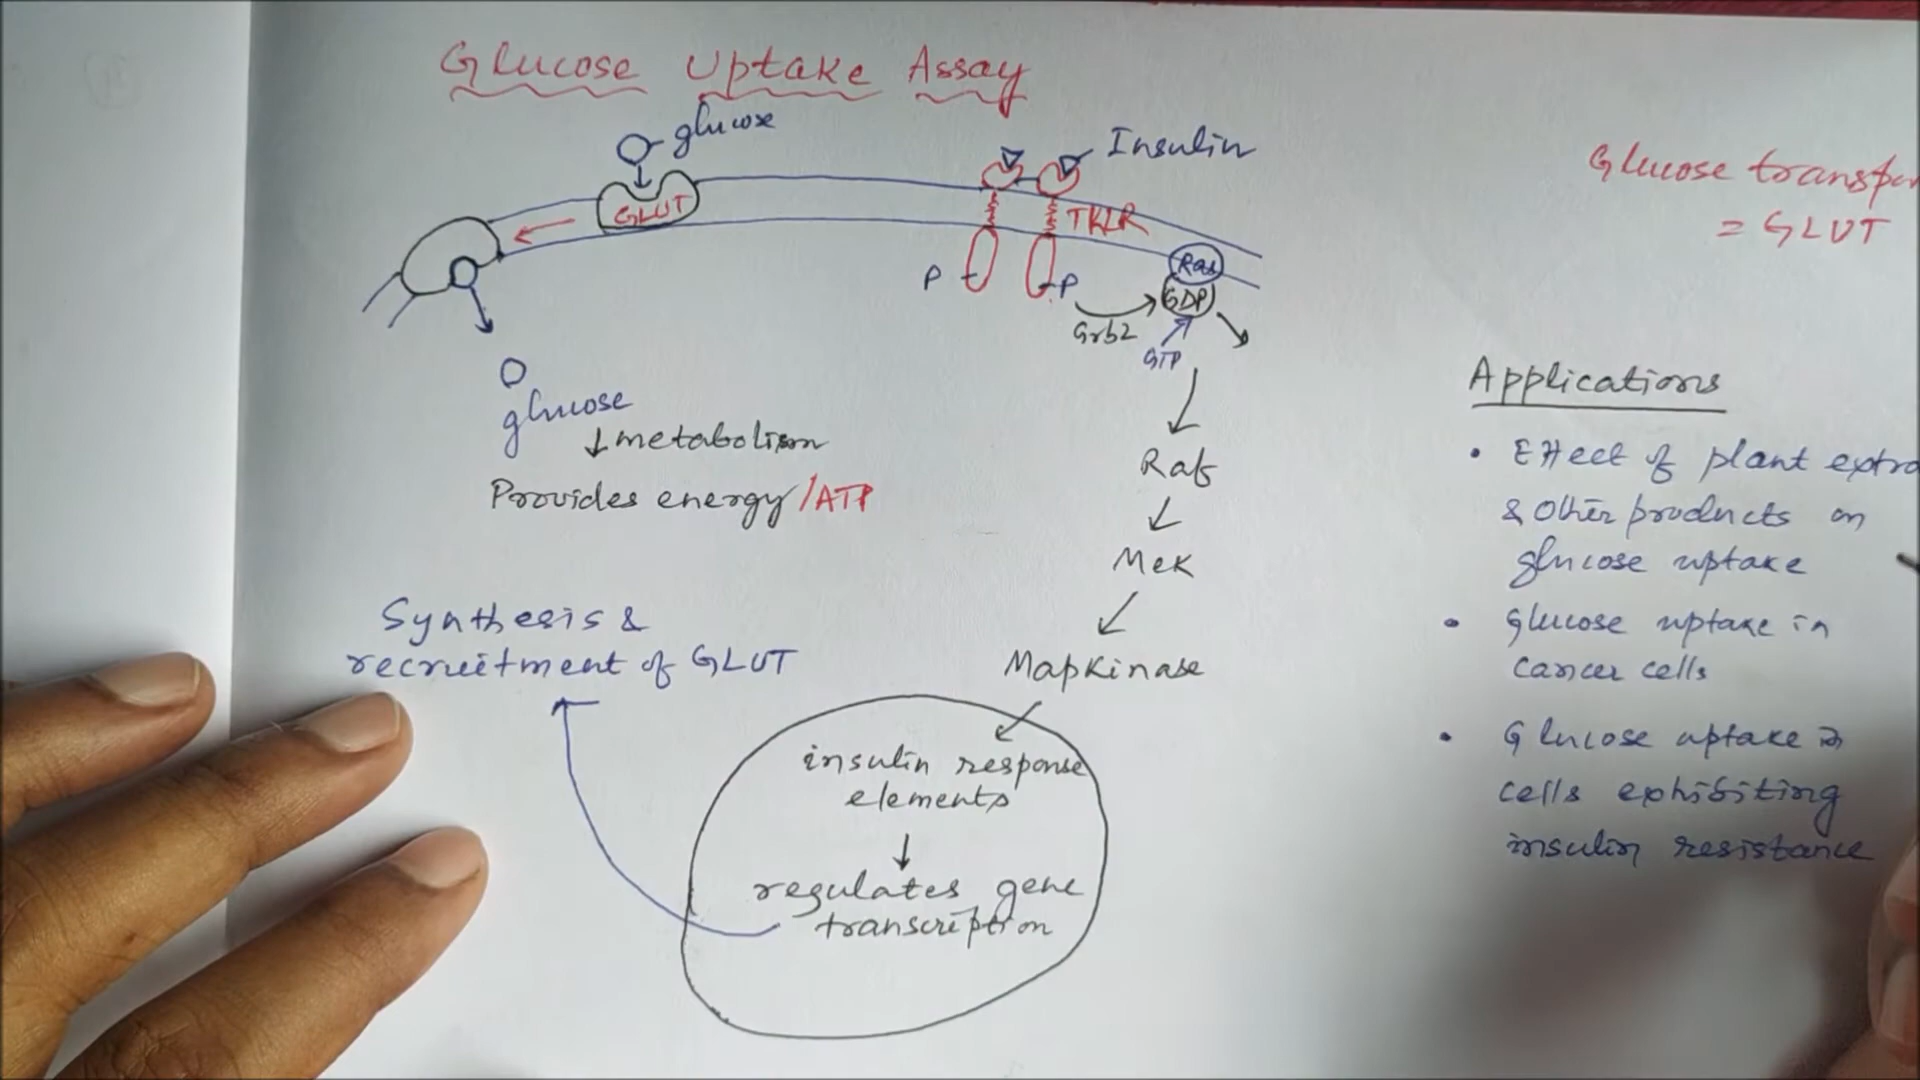 Glucose Uptake Assay
glucose
Insulin
GLUT
TKLR
P
P
Ras
GDP
Grb2
GTP
glucose
metabolism
Provides energy/ATP
Raf
Mek
Mapkinase
Synthesis &
recruitment of GLUT
insulin response
elements
regulates gene
transcription
Glucose transpor
= GLUT
Applications
• Effect of plant extra
& other products on
glucose uptake
• Glucose uptake in
cancer cells
• Glucose uptake in
cells exhibiting
insulin resistance